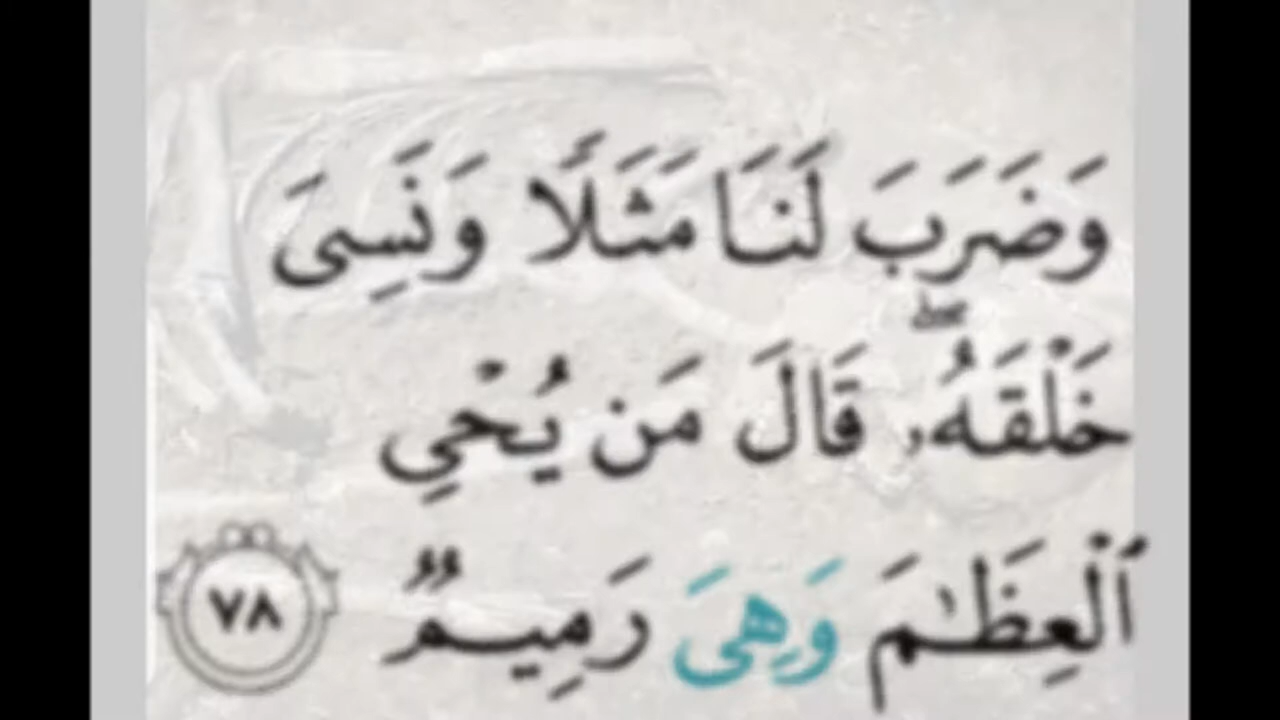 وَضَرَبَ لَنَا مَثَلًا وَنَسِىَ
خَلْقَهُۥۖ قَالَ مَن يُحْىِ
ٱلْعِظَٰمَ وَهِىَ رَمِيمٌ ٧٨